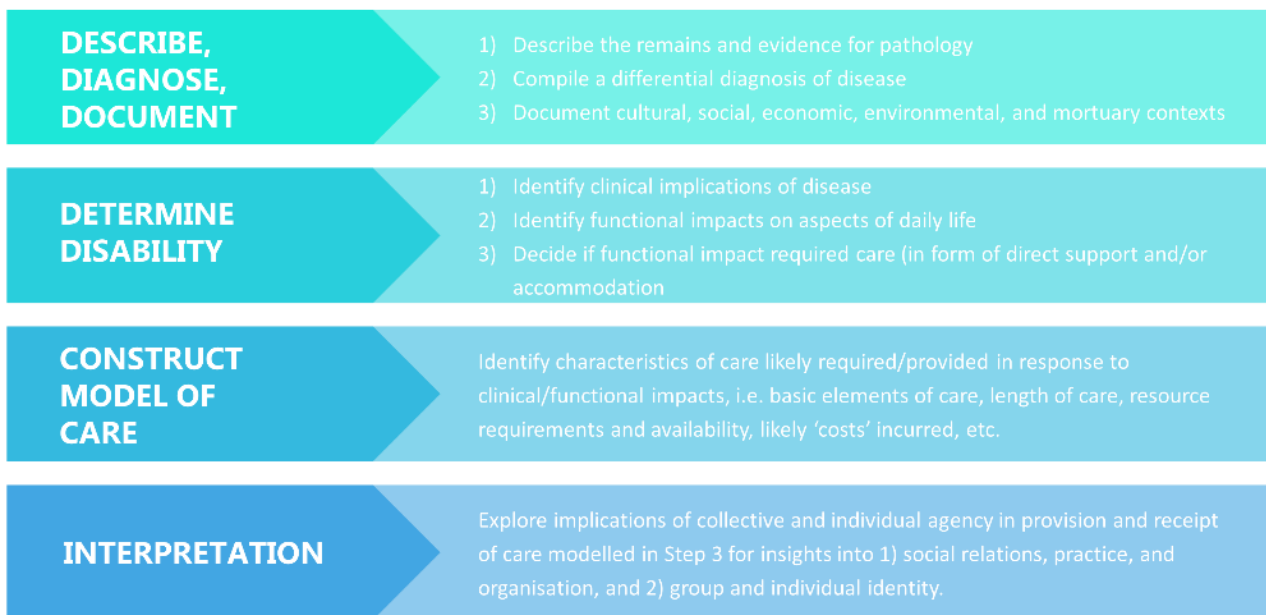 DESCRIBE,
DIAGNOSE,
DOCUMENT
1) Describe the remains and evidence for pathology
2) Compile a differential diagnosis of disease
3) Document cultural, social, economic, environmental, and mortuary contexts
DETERMINE
DISABILITY
1) Identify clinical implications of disease
2) Identify functional impacts on aspects of daily life
3) Decide if functional impact required care (in form of direct support and/or
accommodation
CONSTRUCT
MODEL OF
CARE
Identify characteristics of care likely required/provided in response to
clinical/functional impacts, i.e. basic elements of care, length of care, resource
requirements and availability, likely ‘costs’ incurred, etc.
INTERPRETATION
Explore implications of collective and individual agency in provision and receipt
of care modelled in Step 3 for insights into 1) social relations, practice, and
organisation, and 2) group and individual identity.